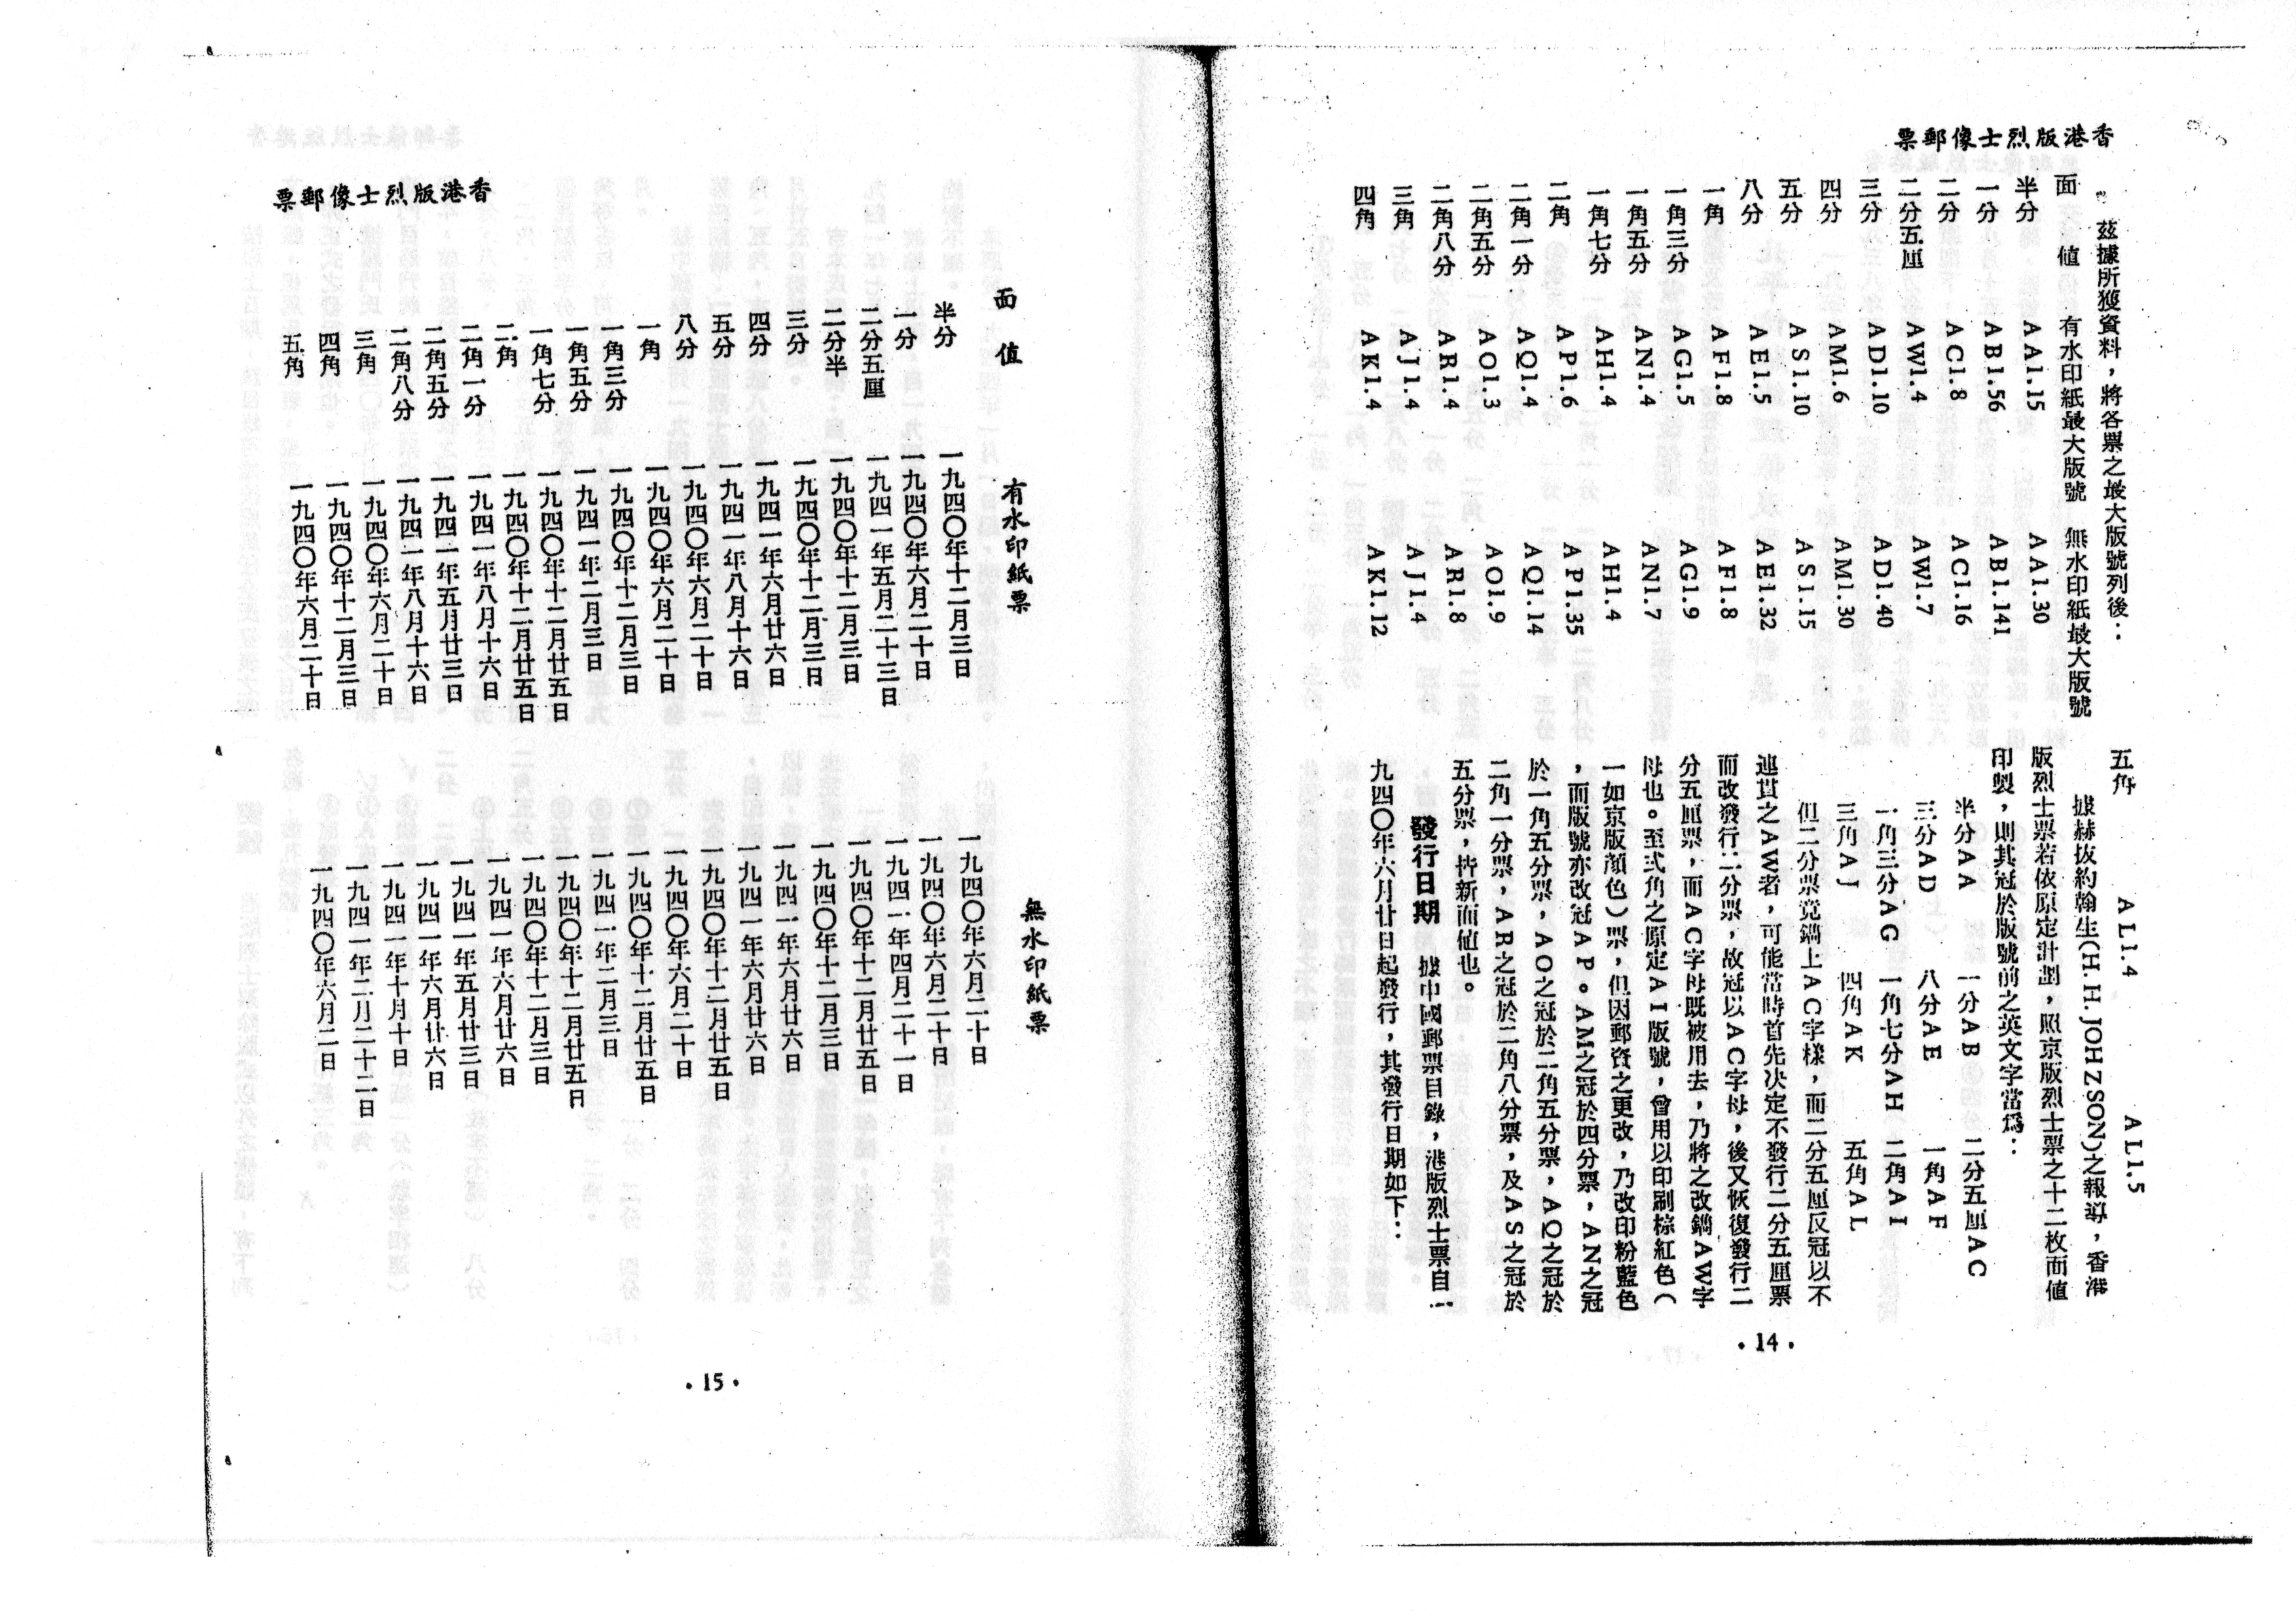 香港版烈士像郵票
茲據所獲資料，將各票之最大版號列後：
面值 有水印紙最大版號 無水印紙最大版號
半分 AA1.15 AA1.30
一分 AB1.56 AB1.141
二分 AC1.8 AC1.16
二分五厘 AW1.4 AW1.7
三分 AD1.10 AD1.40
四分 AM1.6 AM1.30
五分 AS1.10 AS1.15
八分 AE1.5 AE1.32
一角 AF1.8 AF1.8
一角三分 AG1.5 AG1.9
一角五分 AN1.4 AN1.7
一角七分 AH1.4 AH1.4
二角 AP1.6 AP1.35
二角一分 AQ1.4 AQ1.14
二角五分 AO1.3 AO1.9
二角八分 AR1.4 AR1.8
三角 AJ1.4 AJ1.4
四角 AK1.4 AK1.12
五角 AL1.4 AL1.5
據赫抜約翰生(H. H. JOHZSON)之報導，香港
版烈士票若依原定計劃，照京版烈士票之十二枚面値
印製，則其冠於版號前之英文字當爲：
半分AA 一分AB 二分五厘AC
三分AD 八分AE 一角AF
一角三分AG 一角七分AH 二角AI
三角AJ 四角AK 五角AL
但二分票竟鐫上AC字樣，而二分五厘反冠以不
連貫之AW者，可能當時首先決定不發行二分五厘票
而改發行二分票，故冠以AC字母，後又恢復發行二
分五厘票，而AC字母既被用去，乃將之改鐫AW字
母也。至弍角之原定AI版號，曾用以印刷棕紅色（
一如京版顏色）票，但因郵資之更改，乃改印粉藍色
，而版號亦改冠AP。AM之冠於四分票，AN之冠
於一角五分票，AO之冠於二角五分票，AQ之冠於
二角一分票，AR之冠於二角八分票，及AS之冠於
五分票，皆新面値也。
發行日期 據中國郵票目錄，港版烈士票自一
九四〇年六月廿日起發行，其發行日期如下：
·14·
香港版烈士像郵票
面値 有水印紙票 無水印紙票
半分 一九四〇年十二月三日 一九四〇年六月二十日
一分 一九四〇年六月二十日 一九四〇年六月二十日
二分五厘 一九四一年五月二十三日 一九四一年四月二十一日
二分半 一九四〇年十二月三日 一九四〇年十二月廿五日
三分 一九四〇年十二月三日 一九四〇年十二月三日
四分 一九四一年六月廿六日 一九四一年六月廿六日
五分 一九四一年八月十六日 一九四一年六月廿六日
八分 一九四〇年六月二十日 一九四〇年十二月廿五日
一角 一九四〇年六月二十日 一九四〇年六月二十日
一角三分 一九四〇年十二月三日 一九四〇年十二月廿五日
一角五分 一九四一年二月三日 一九四一年二月三日
一角七分 一九四〇年十二月廿五日 一九四〇年十二月廿五日
二角 一九四〇年十二月廿五日 一九四〇年十二月三日
二角一分 一九四一年八月十六日 一九四一年六月廿六日
二角五分 一九四一年五月廿三日 一九四一年五月廿三日
二角八分 一九四一年八月十六日 一九四一年六月廿六日
三角 一九四〇年六月二十日 一九四一年十月十日
四角 一九四〇年十二月三日 一九四一年二月二十二日
五角 一九四〇年六月二十日 一九四〇年六月二日
·15·